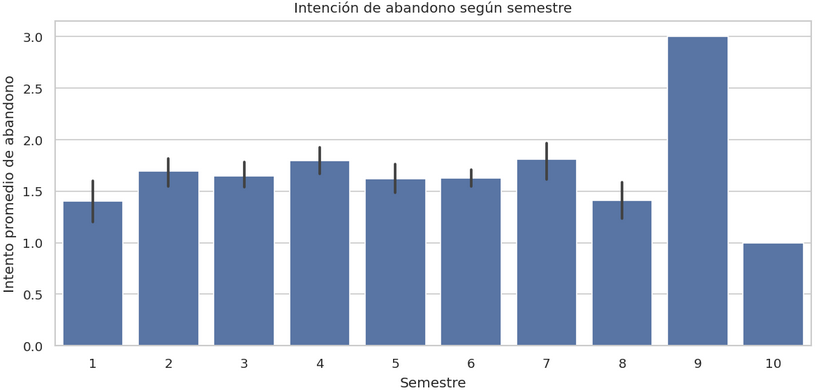 Intención de abandono según semestre
Intento promedio de abandono
3.0
2.5
2.0
1.5
1.0
0.5
0.0
1 2 3 4 5 6 7 8 9 10
Semestre